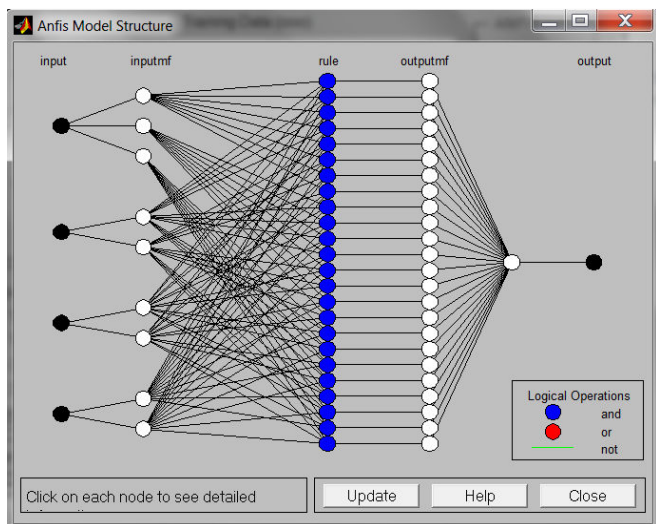 Anfis Model Structure
input inputmf rule outputmf output
Logical Operations
and
or
not
Click on each node to see detailed
Update Help Close